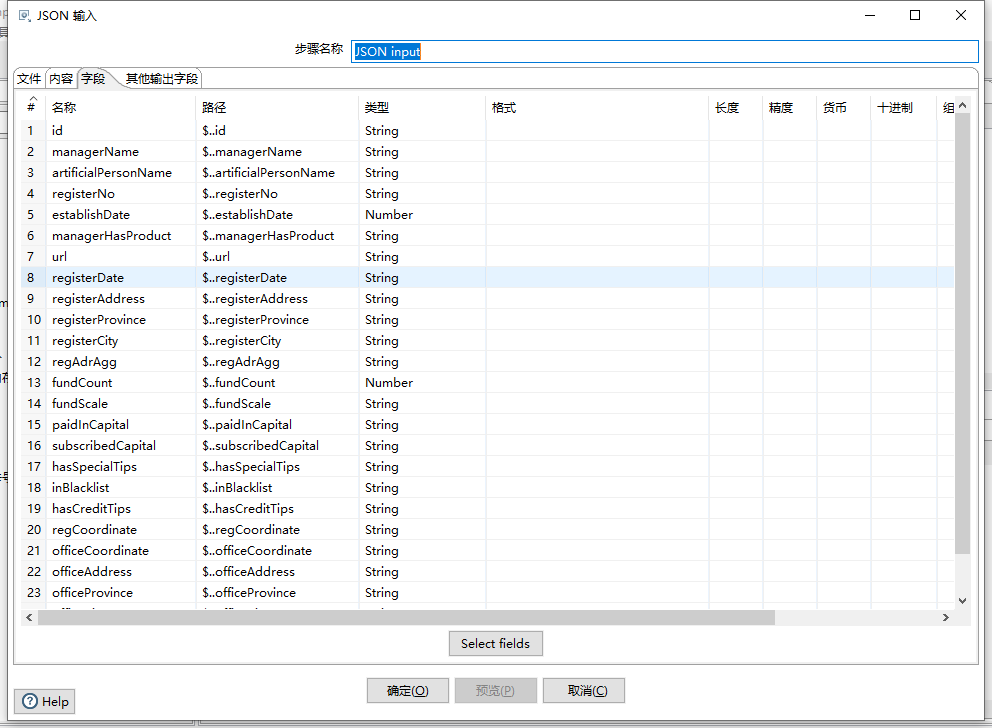 JSON 输入
步骤名称 JSON input
文件 内容 字段 其他输出字段
# 名称 路径 类型 格式 长度 精度 货币 十进制 组
1 id $..id String
2 managerName $..managerName String
3 artificialPersonName $..artificialPersonName String
4 registerNo $..registerNo String
5 establishDate $..establishDate Number
6 managerHasProduct $..managerHasProduct String
7 url $..url String
8 registerDate $..registerDate String
9 registerAddress $..registerAddress String
10 registerProvince $..registerProvince String
11 registerCity $..registerCity String
12 regAdrAgg $..regAdrAgg String
13 fundCount $..fundCount Number
14 fundScale $..fundScale String
15 paidInCapital $..paidInCapital String
16 subscribedCapital $..subscribedCapital String
17 hasSpecialTips $..hasSpecialTips String
18 inBlacklist $..inBlacklist String
19 hasCreditTips $..hasCreditTips String
20 regCoordinate $..regCoordinate String
21 officeCoordinate $..officeCoordinate String
22 officeAddress $..officeAddress String
23 officeProvince $..officeProvince String
Select fields
确定(O) 预览(P) 取消(C)
Help